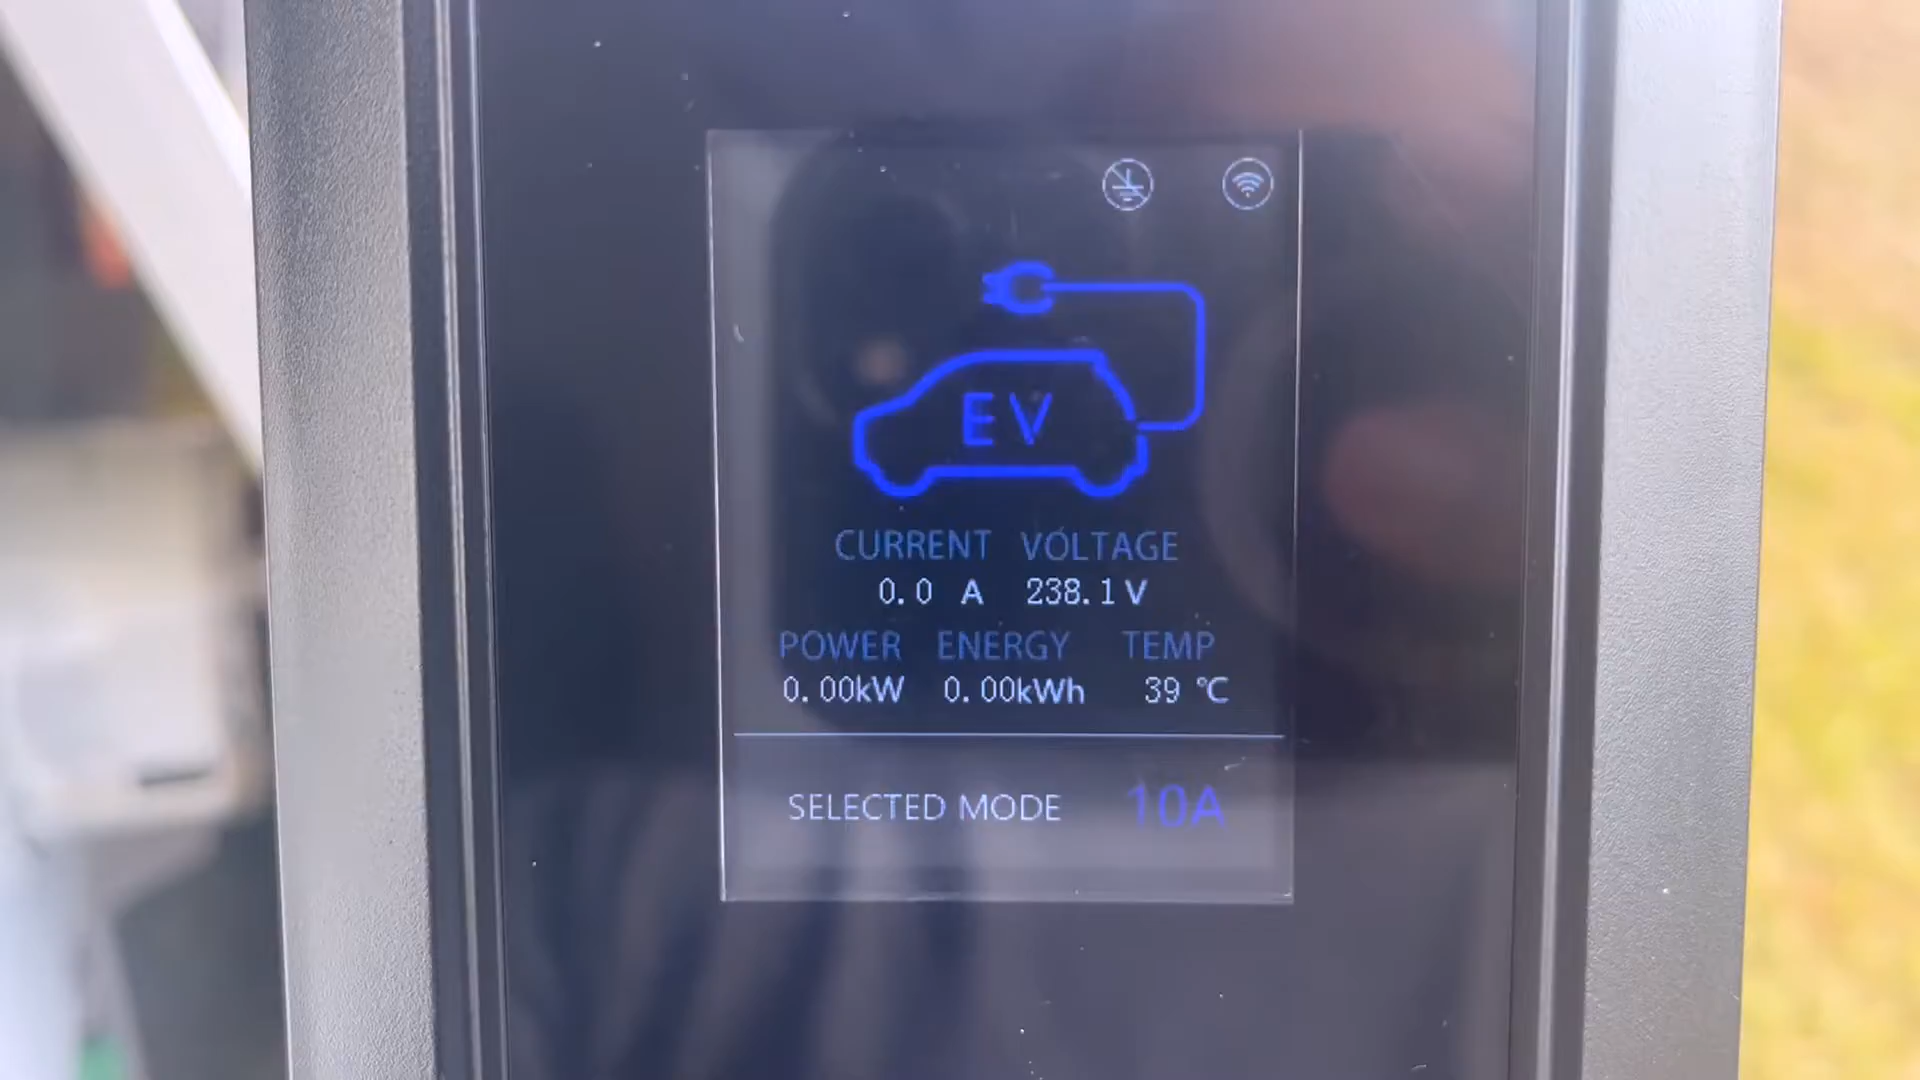 EV
CURRENT VOLTAGE
0.0 A 238.1 V
POWER ENERGY TEMP
0.00kW 0.00kWh 39 ℃
SELECTED MODE 10A